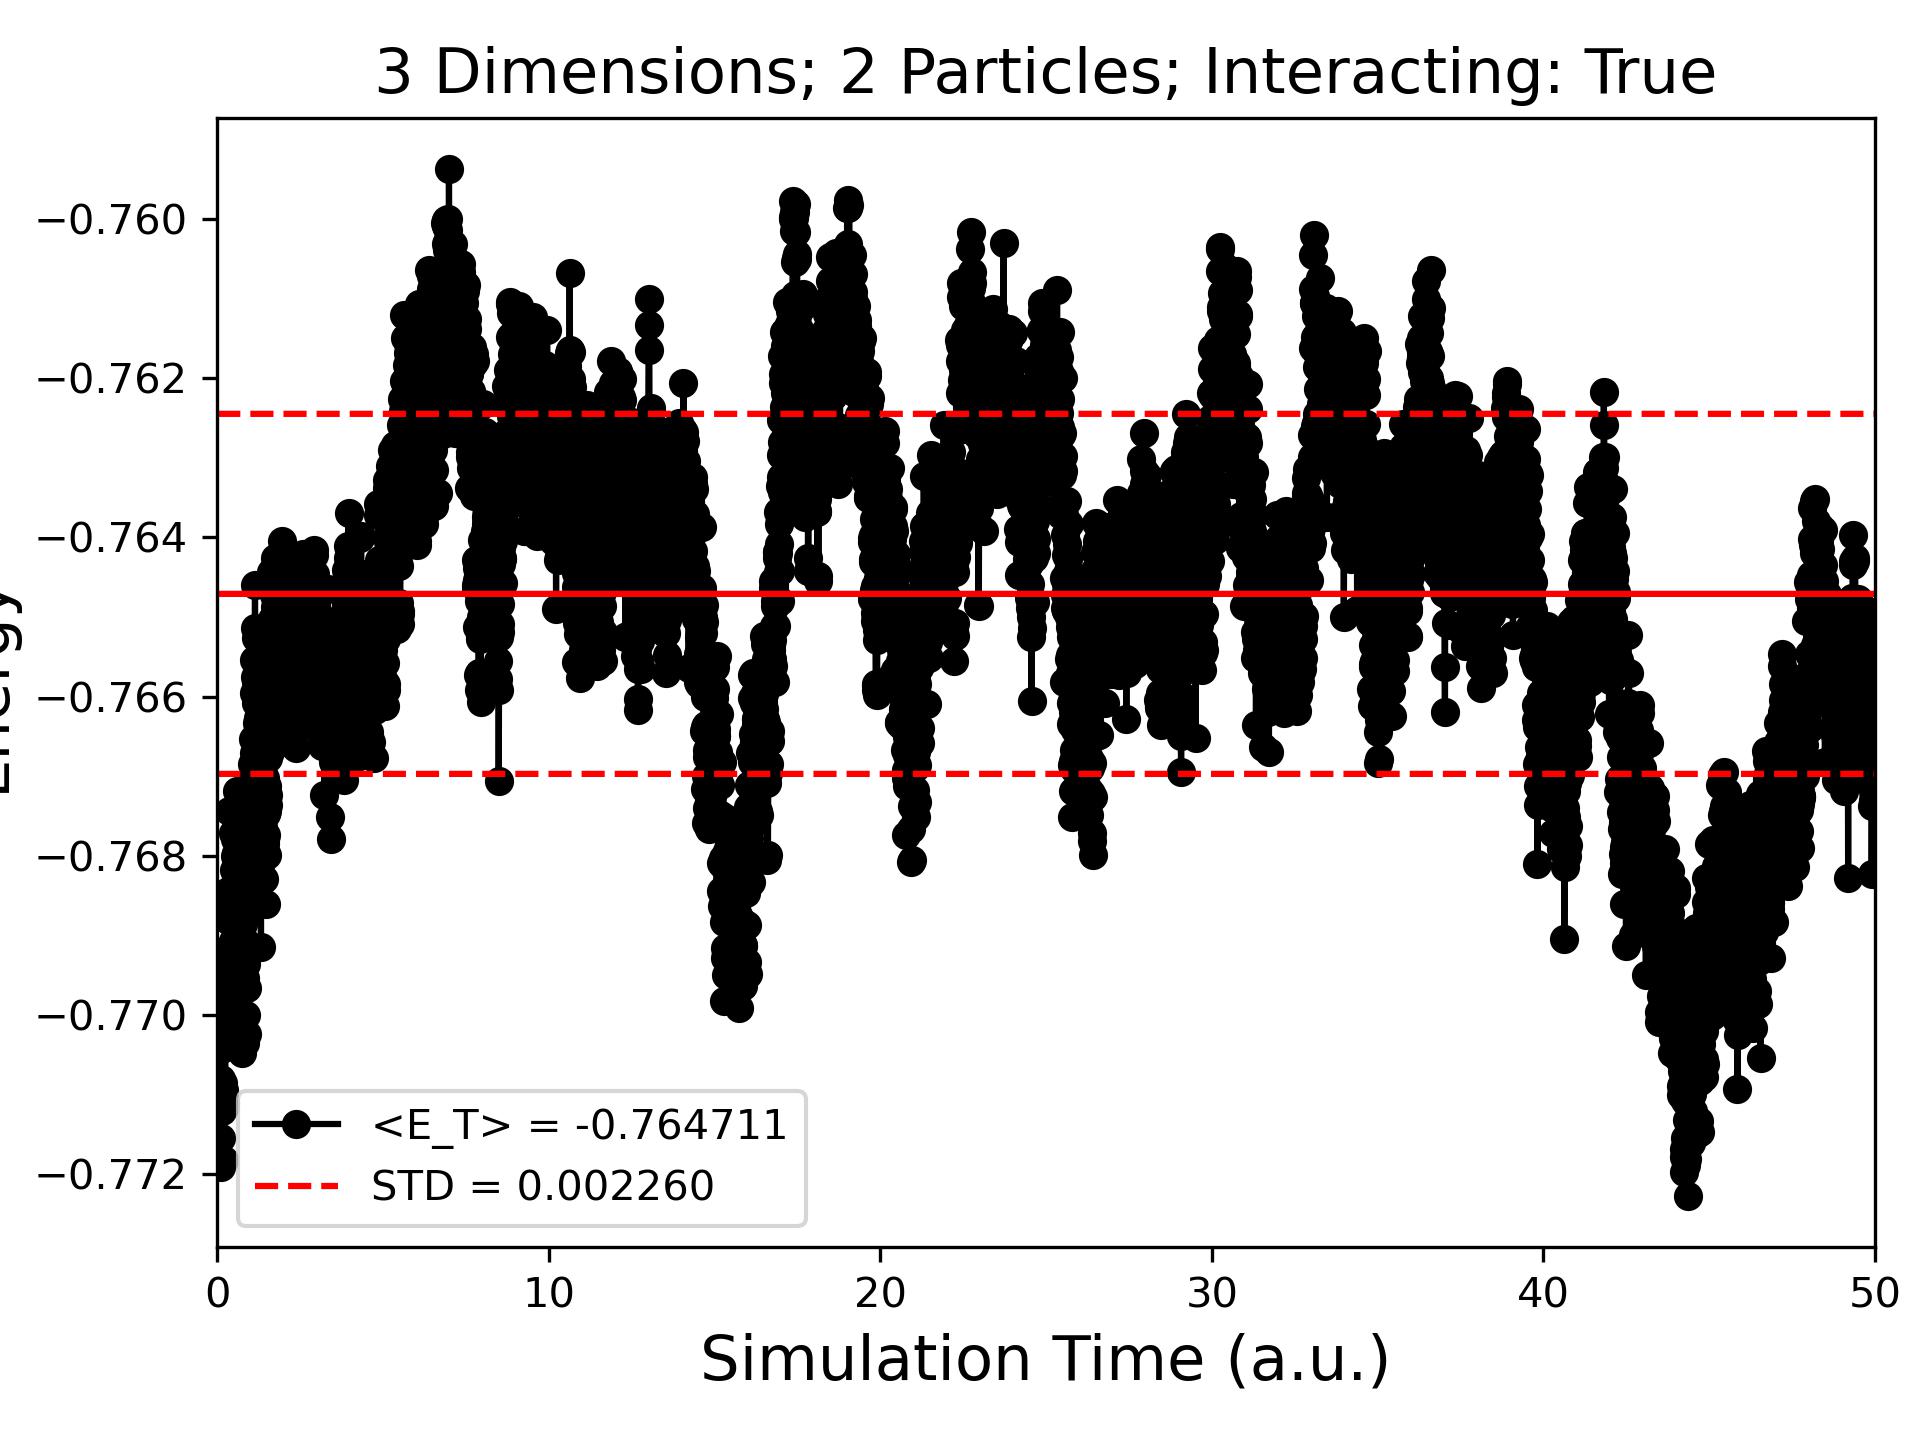 3 Dimensions; 2 Particles; Interacting: True
Energy
−0.760
−0.762
−0.764
−0.766
−0.768
−0.770
−0.772
<E_T> = -0.764711
STD = 0.002260
0 10 20 30 40 50
Simulation Time (a.u.)